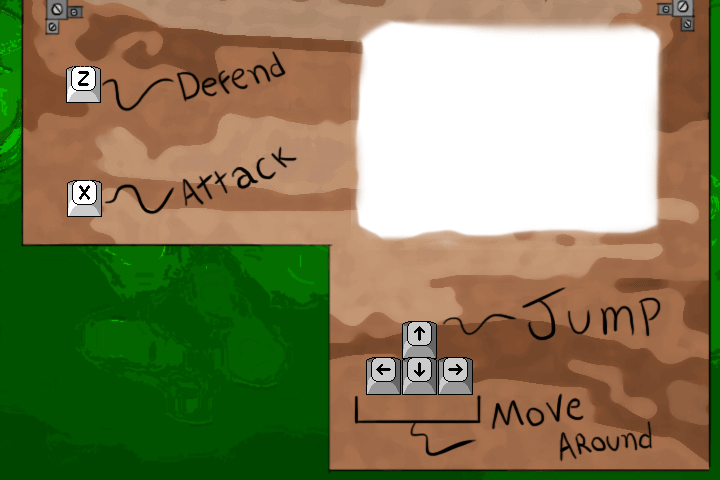 Z Defend
X Attack
↑ Jump
← ↓ →
Move
Around